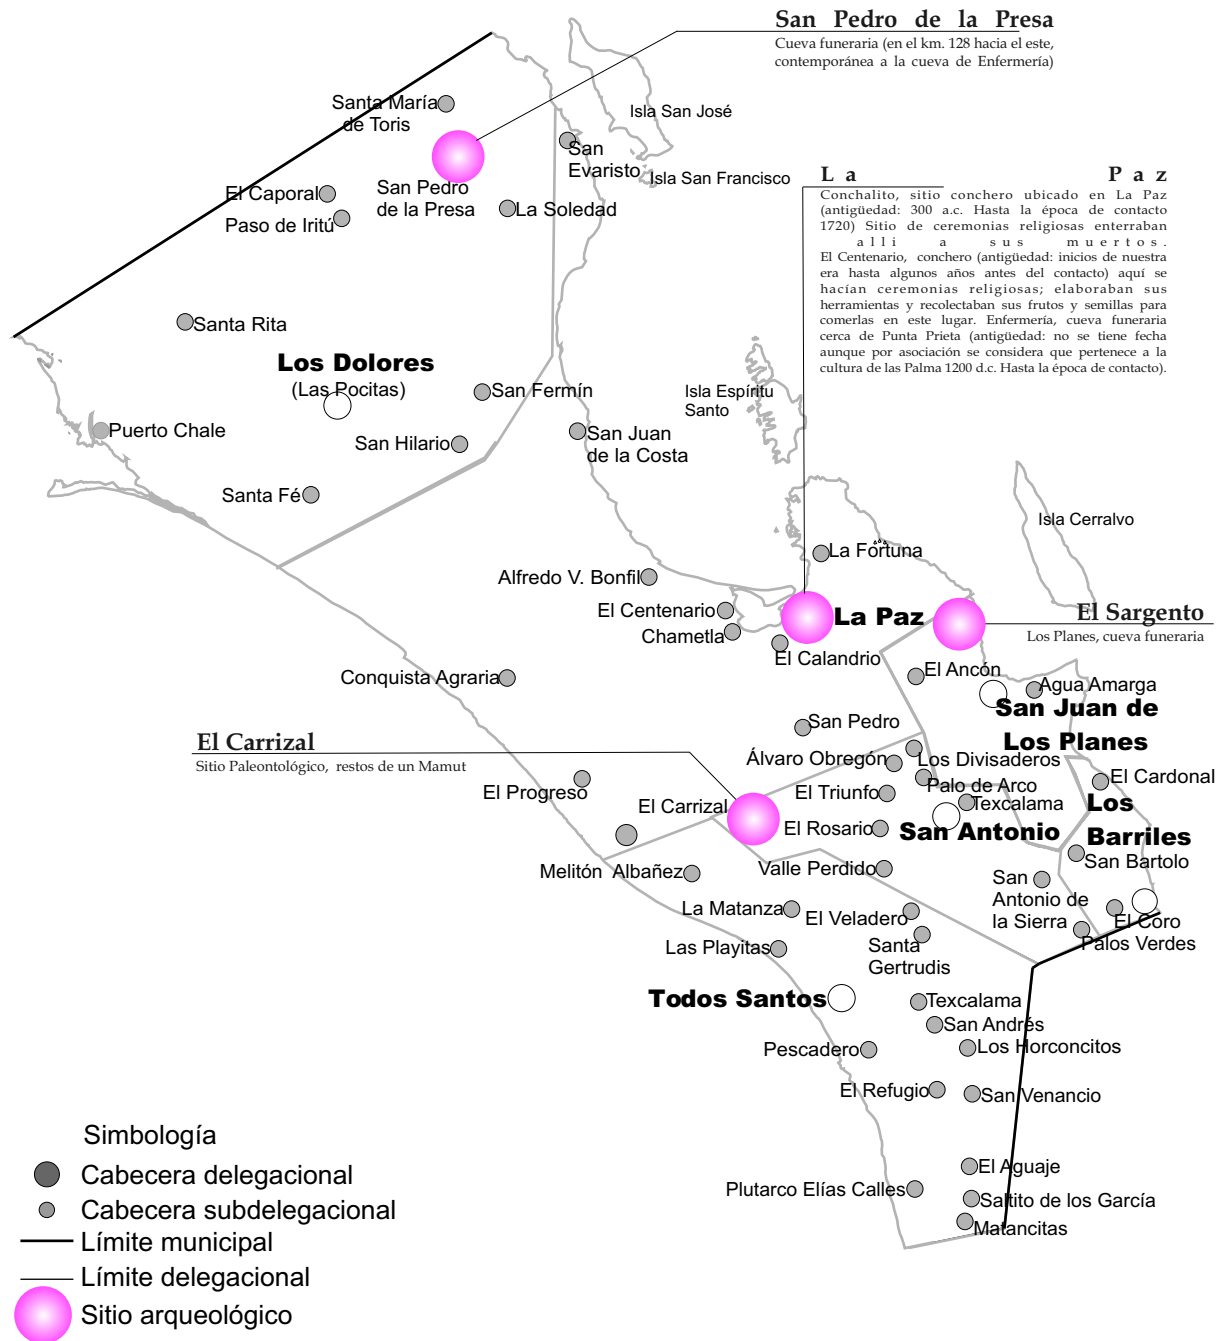 San Pedro de la Presa
Cueva funeraria (en el km. 128 hacia el este,
contemporánea a la cueva de Enfermería)
Santa María
de Toris
Isla San José
San
Evaristo
Isla San Francisco
El Caporal
San Pedro
de la Presa
La Soledad
Paso de Iritú
La Paz
Conchalito, sitio conchero ubicado en La Paz
(antigüedad: 300 a.c. Hasta la época de contacto
1720) Sitio de ceremonias religiosas enterraban
alli a sus muertos.
El Centenario, conchero (antigüedad: inicios de nuestra
era hasta algunos años antes del contacto) aquí se
hacían ceremonias religiosas; elaboraban sus
herramientas y recolectaban sus frutos y semillas para
comerlas en este lugar. Enfermería, cueva funeraria
cerca de Punta Prieta (antigüedad: no se tiene fecha
aunque por asociación se considera que pertenece a la
cultura de las Palma 1200 d.c. Hasta la época de contacto).
Santa Rita
Los Dolores
(Las Pocitas)
San Fermín
Isla Espíritu
Santo
Puerto Chale
San Hilario
San Juan
de la Costa
Santa Fé
Isla Cerralvo
La Fortuna
Alfredo V. Bonfil
El Centenario
La Paz
El Sargento
Los Planes, cueva funeraria
Chametla
El Calandrio
El Ancón
Conquista Agraria
Agua Amarga
San Juan de
Los Planes
San Pedro
El Carrizal
Sitio Paleontológico, restos de un Mamut
Álvaro Obregón
Los Divisaderos
El Cardonal
El Progreso
El Triunfo
Palo de Arco
Texcalama
El Carrizal
Los
Barriles
El Rosario
San Antonio
San Bartolo
Melitón Albañez
Valle Perdido
San
Antonio de
la Sierra
La Matanza
El Veladero
El Coro
Palos Verdes
Las Playitas
Santa
Gertrudis
Todos Santos
Texcalama
San Andrés
Pescadero
Los Horconcitos
El Refugio
San Venancio
Simbología
Cabecera delegacional
Cabecera subdelegacional
Límite municipal
Límite delegacional
Sitio arqueológico
El Aguaje
Plutarco Elías Calles
Saltito de los García
Matancitas